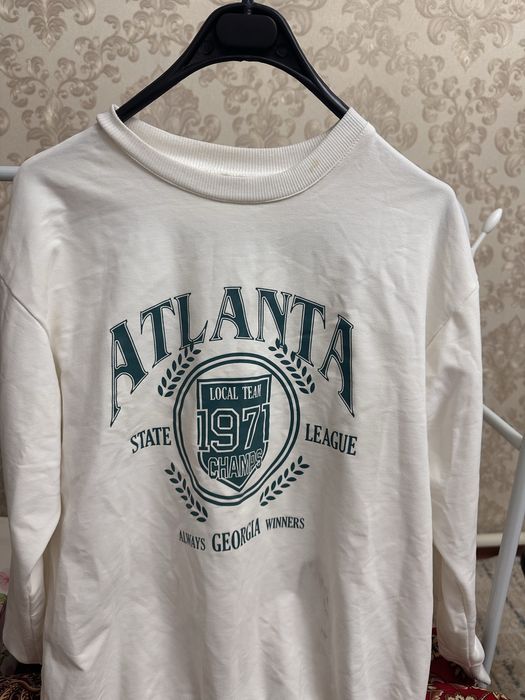 ATLANTA
LOCAL TEAM
STATE 1971 LEAGUE
CHAMPS
ALWAYS GEORGIA WINNERS